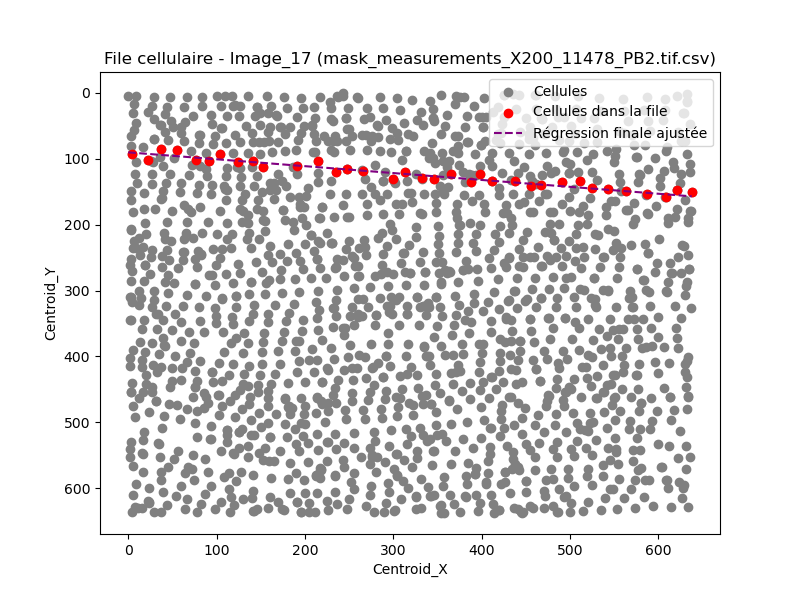 File cellulaire - Image_17 (mask_measurements_X200_11478_PB2.tif.csv)
Cellules
Cellules dans la file
Régression finale ajustée
Centroid_Y
0
100
200
300
400
500
600
0 100 200 300 400 500 600
Centroid_X